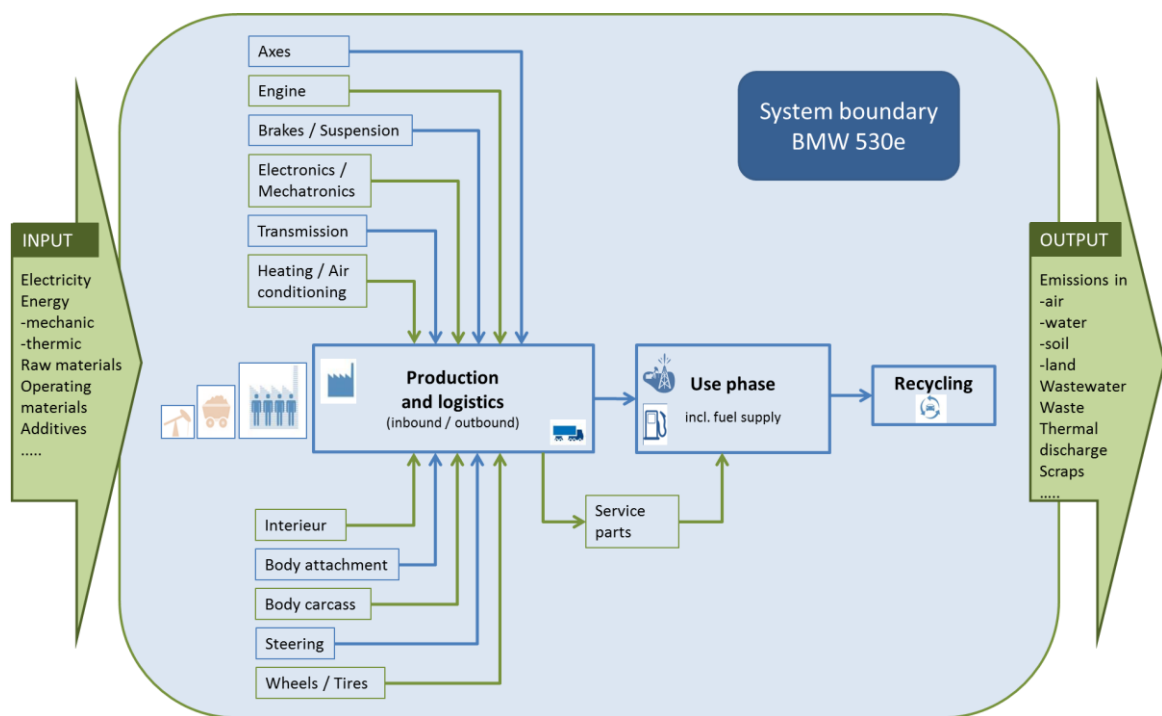 Axes
Engine
Brakes / Suspension
Electronics /
Mechatronics
Transmission
Heating / Air
conditioning
System boundary
BMW 530e
INPUT
Electricity
Energy
-mechanic
-thermic
Raw materials
Operating
materials
Additives
.....
Production
and logistics
(inbound / outbound)
Use phase
incl. fuel supply
Recycling
Service
parts
Interieur
Body attachment
Body carcass
Steering
Wheels / Tires
OUTPUT
Emissions in
-air
-water
-soil
-land
Wastewater
Waste
Thermal
discharge
Scraps
.....